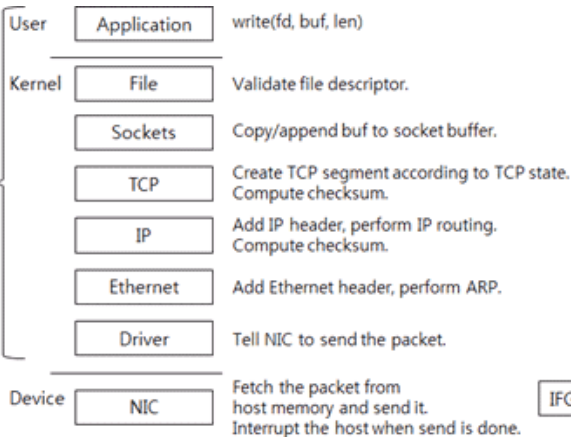 User Application write(fd, buf, len)
Kernel File Validate file descriptor.
Sockets Copy/append buf to socket buffer.
TCP Create TCP segment according to TCP state.
Compute checksum.
IP Add IP header, perform IP routing.
Compute checksum.
Ethernet Add Ethernet header, perform ARP.
Driver Tell NIC to send the packet.
Device NIC Fetch the packet from
host memory and send it.
Interrupt the host when send is done.